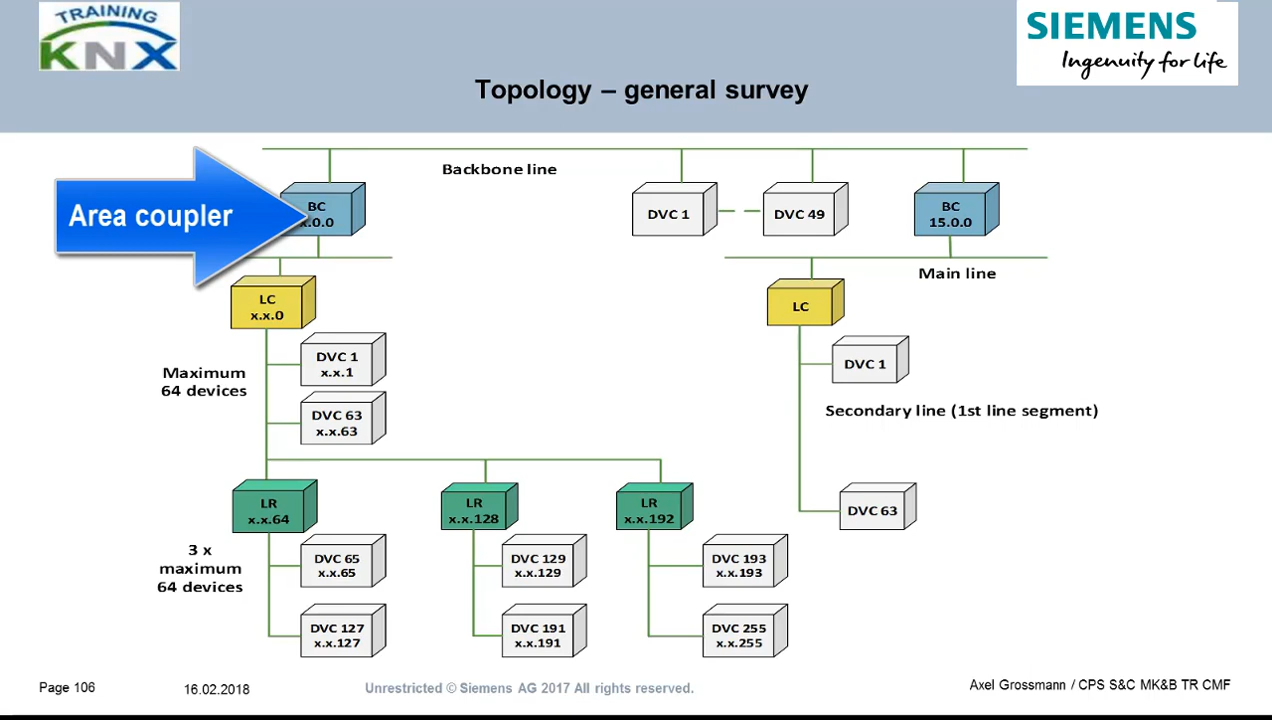 TRAINING
KNX
SIEMENS
Ingenuity for life
Topology – general survey
Backbone line
Area coupler
BC
x.0.0
DVC 1
DVC 49
BC
15.0.0
Main line
LC
x.x.0
LC
Maximum
64 devices
DVC 1
x.x.1
DVC 1
DVC 63
x.x.63
Secondary line (1st line segment)
LR
x.x.64
LR
x.x.128
LR
x.x.192
DVC 63
3 x
maximum
64 devices
DVC 65
x.x.65
DVC 129
x.x.129
DVC 193
x.x.193
DVC 127
x.x.127
DVC 191
x.x.191
DVC 255
x.x.255
Page 106
16.02.2018
Unrestricted © Siemens AG 2017 All rights reserved.
Axel Grossmann / CPS S&C MK&B TR CMF